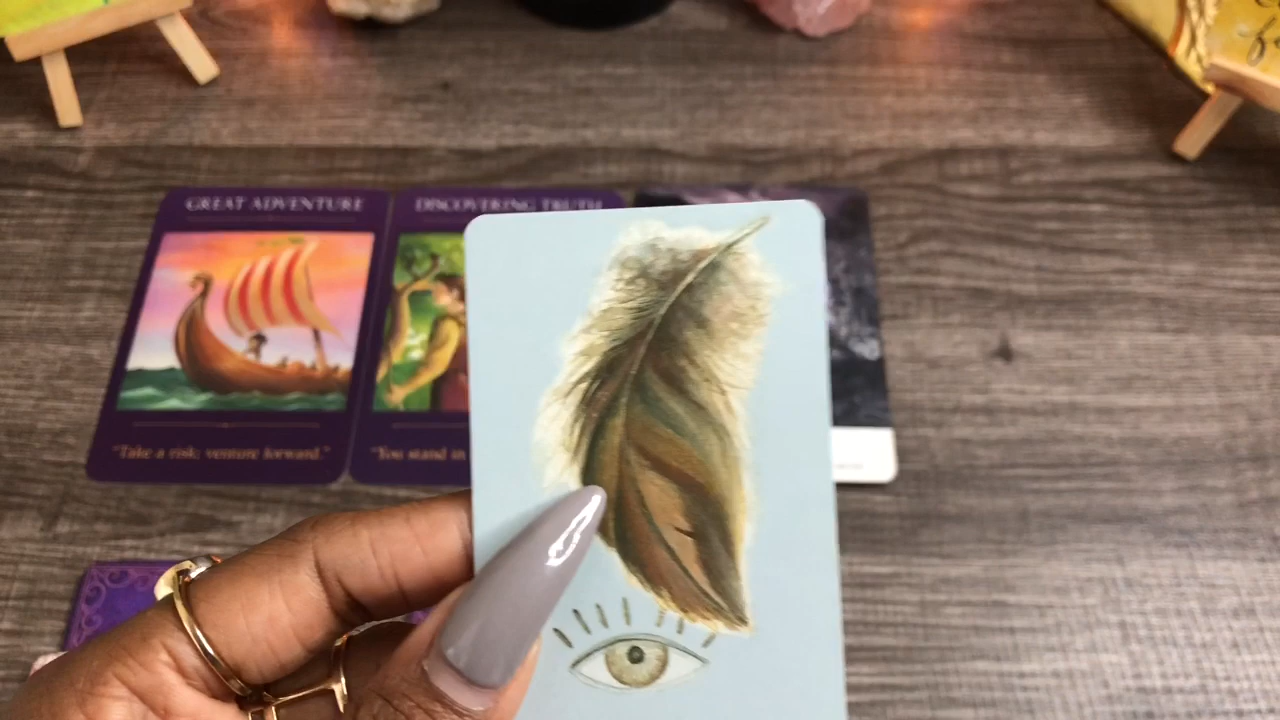 GREAT ADVENTURE
DISCOVERING TRUTH
"Take a risk; venture forward."
"You stand in